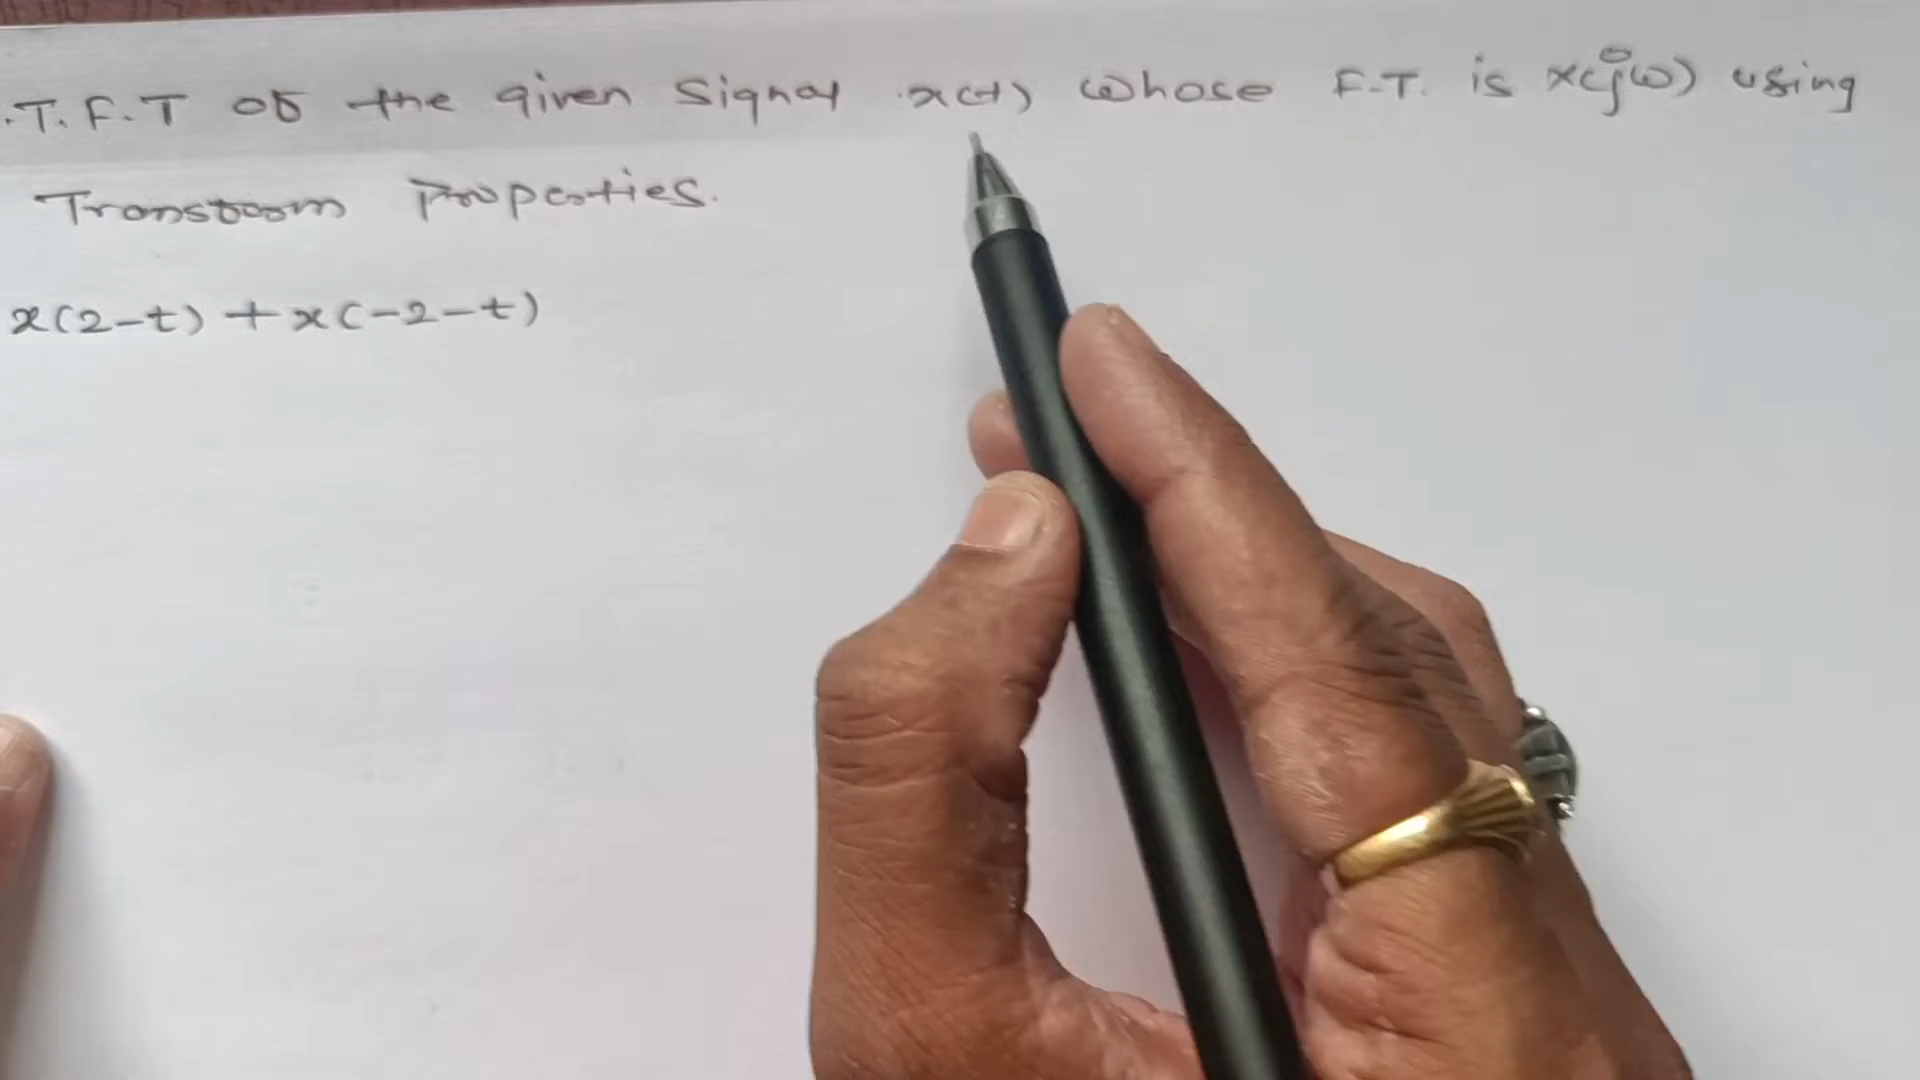 .T.F.T of the given signal x(t) whose F.T. is x(jω) using
Transform Properties.
x(2-t) + x(-2-t)